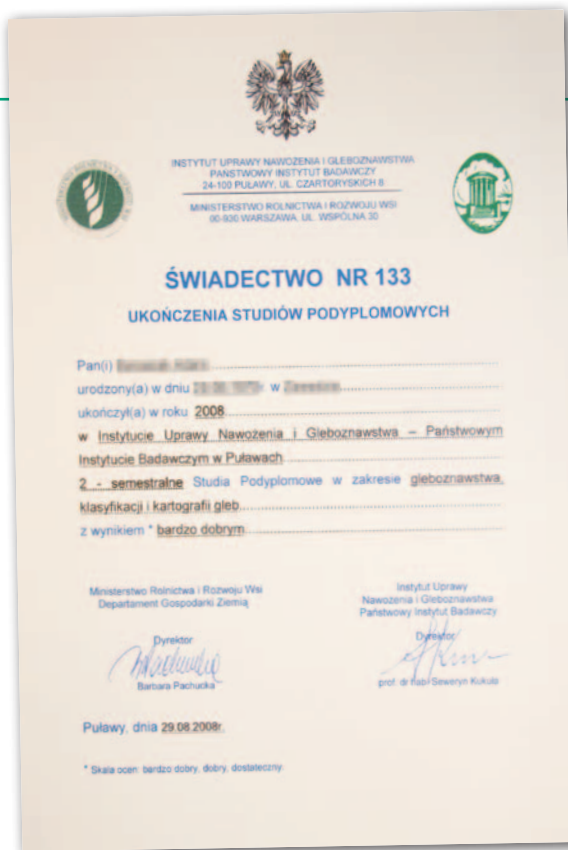 INSTYTUT UPRAWY NAWOŻENIA I GLEBOZNAWSTWA
PAŃSTWOWY INSTYTUT BADAWCZY
24-100 PUŁAWY, UL. CZARTORYSKICH 8
MINISTERSTWO ROLNICTWA I ROZWOJU WSI
00-930 WARSZAWA, UL. WSPÓLNA 30
ŚWIADECTWO NR 133
UKOŃCZENIA STUDIÓW PODYPLOMOWYCH
Pan(i)
urodzony(a) w dniu r. w
ukończył(a) w roku 2008
w Instytucie Uprawy Nawożenia i Gleboznawstwa – Państwowym
Instytucie Badawczym w Puławach
2 - semestralne Studia Podyplomowe w zakresie gleboznawstwa,
klasyfikacji i kartografii gleb
z wynikiem * bardzo dobrym
Ministerstwo Rolnictwa i Rozwoju Wsi
Departament Gospodarki Ziemią
Dyrektor
Barbara Pachucka
Instytut Uprawy
Nawożenia i Gleboznawstwa
Państwowy Instytut Badawczy
Dyrektor
prof. dr hab. Seweryn Kukuła
Puławy, dnia 29.08.2008r.
* Skala ocen: bardzo dobry, dobry, dostateczny.